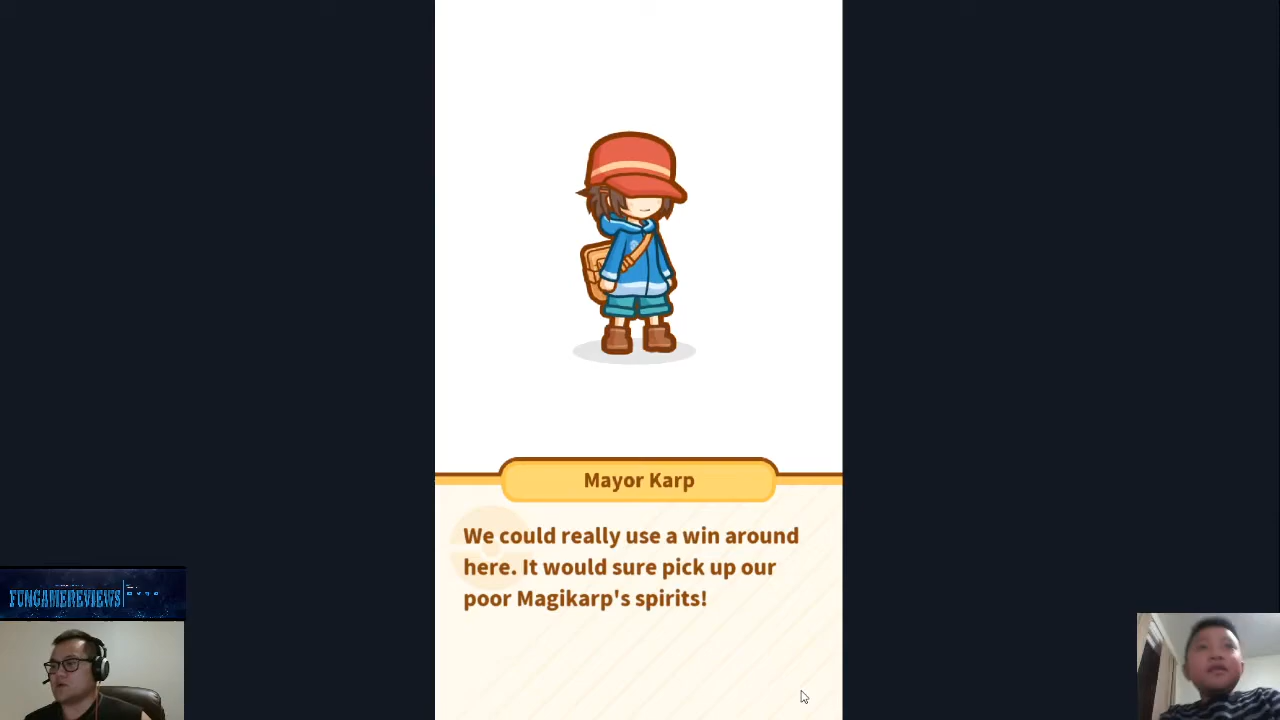 Mayor Karp
We could really use a win around
here. It would sure pick up our
poor Magikarp's spirits!
FUNGAMEREVIEWS